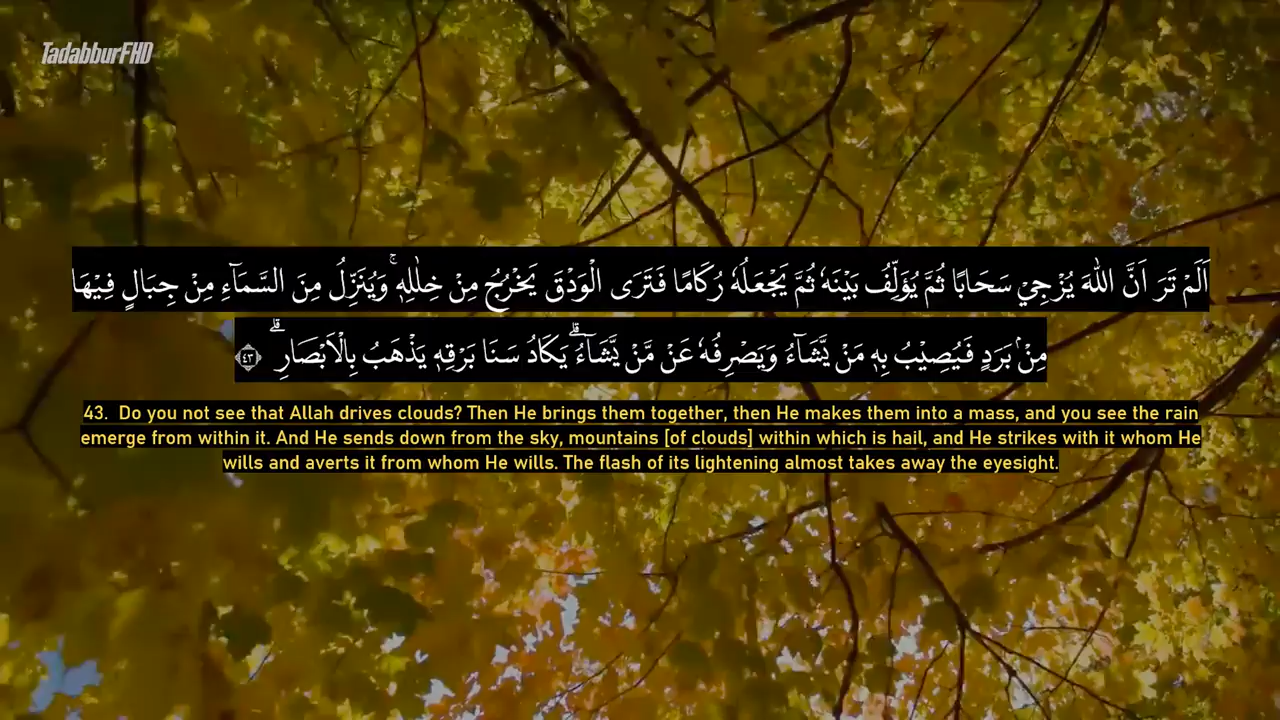 TadabburFHD
اَلَمْ تَرَ اَنَّ اللّٰهَ يُزْجِيْ سَحَابًا ثُمَّ يُؤَلِّفُ بَيْنَهٗ ثُمَّ يَجْعَلُهٗ رُكَامًا فَتَرَى الْوَدْقَ يَخْرُجُ مِنْ خِلٰلِهٖۚ وَيُنَزِّلُ مِنَ السَّمَآءِ مِنْ جِبَالٍ فِيْهَا
مِنْۢ بَرَدٍ فَيُصِيْبُ بِهٖ مَنْ يَّشَآءُ وَيَصْرِفُهٗ عَنْ مَّنْ يَّشَآءُۗ يَكَادُ سَنَا بَرْقِهٖ يَذْهَبُ بِالْاَبْصَارِۗ ۝٤٣
43. Do you not see that Allah drives clouds? Then He brings them together, then He makes them into a mass, and you see the rain
emerge from within it. And He sends down from the sky, mountains [of clouds] within which is hail, and He strikes with it whom He
wills and averts it from whom He wills. The flash of its lightening almost takes away the eyesight.